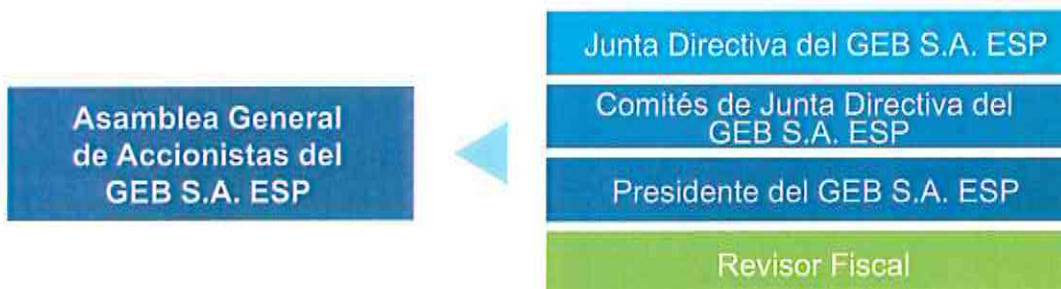 Asamblea General
de Accionistas del
GEB S.A. ESP
Junta Directiva del GEB S.A. ESP
Comités de Junta Directiva del
GEB S.A. ESP
Presidente del GEB S.A. ESP
Revisor Fiscal